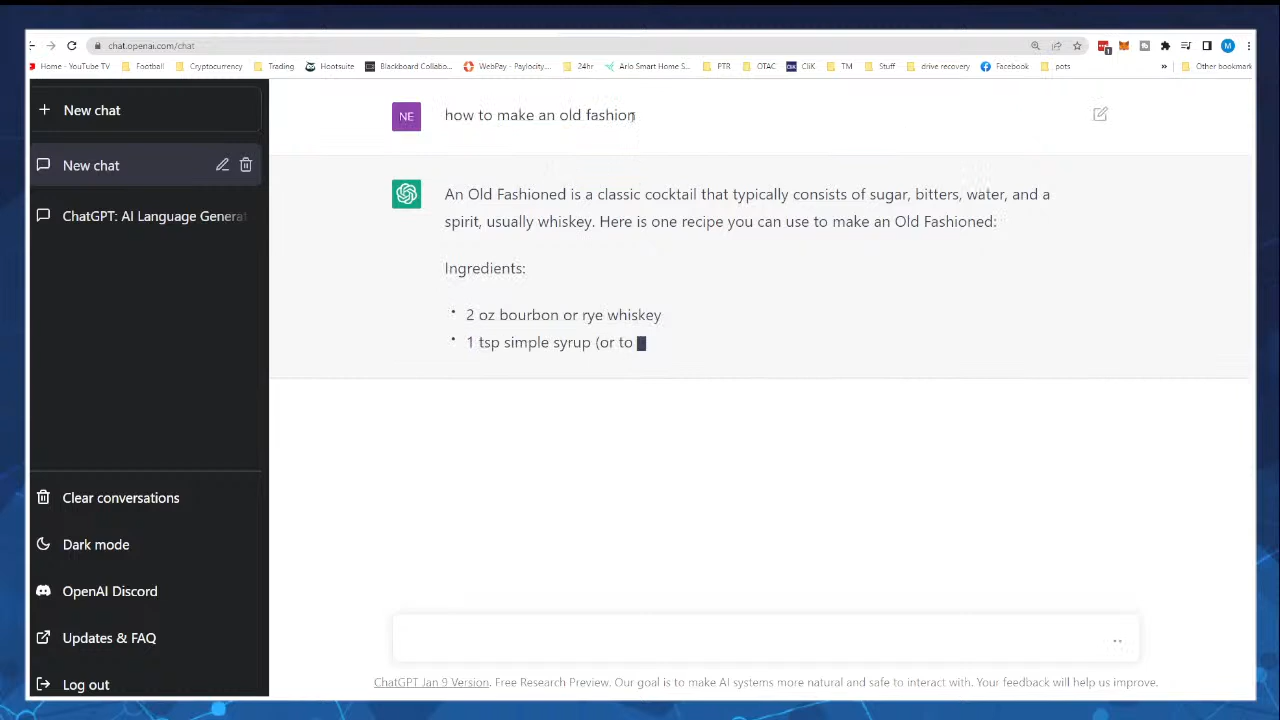 chat.openai.com/chat
Home - YouTube TV Football Cryptocurrency Trading Hootsuite Blackboard Collabo... WebPay - Paylocity... 24hr Arlo Smart Home S... PTR OTAC CliK TM Stuff drive recovery Facebook pots » Other bookmark
M
1
+ New chat
New chat
ChatGPT: AI Language Generat
Clear conversations
Dark mode
OpenAI Discord
Updates & FAQ
Log out
NE
how to make an old fashion
An Old Fashioned is a classic cocktail that typically consists of sugar, bitters, water, and a
spirit, usually whiskey. Here is one recipe you can use to make an Old Fashioned:
Ingredients:
• 2 oz bourbon or rye whiskey
• 1 tsp simple syrup (or to
ChatGPT Jan 9 Version. Free Research Preview. Our goal is to make AI systems more natural and safe to interact with. Your feedback will help us improve.